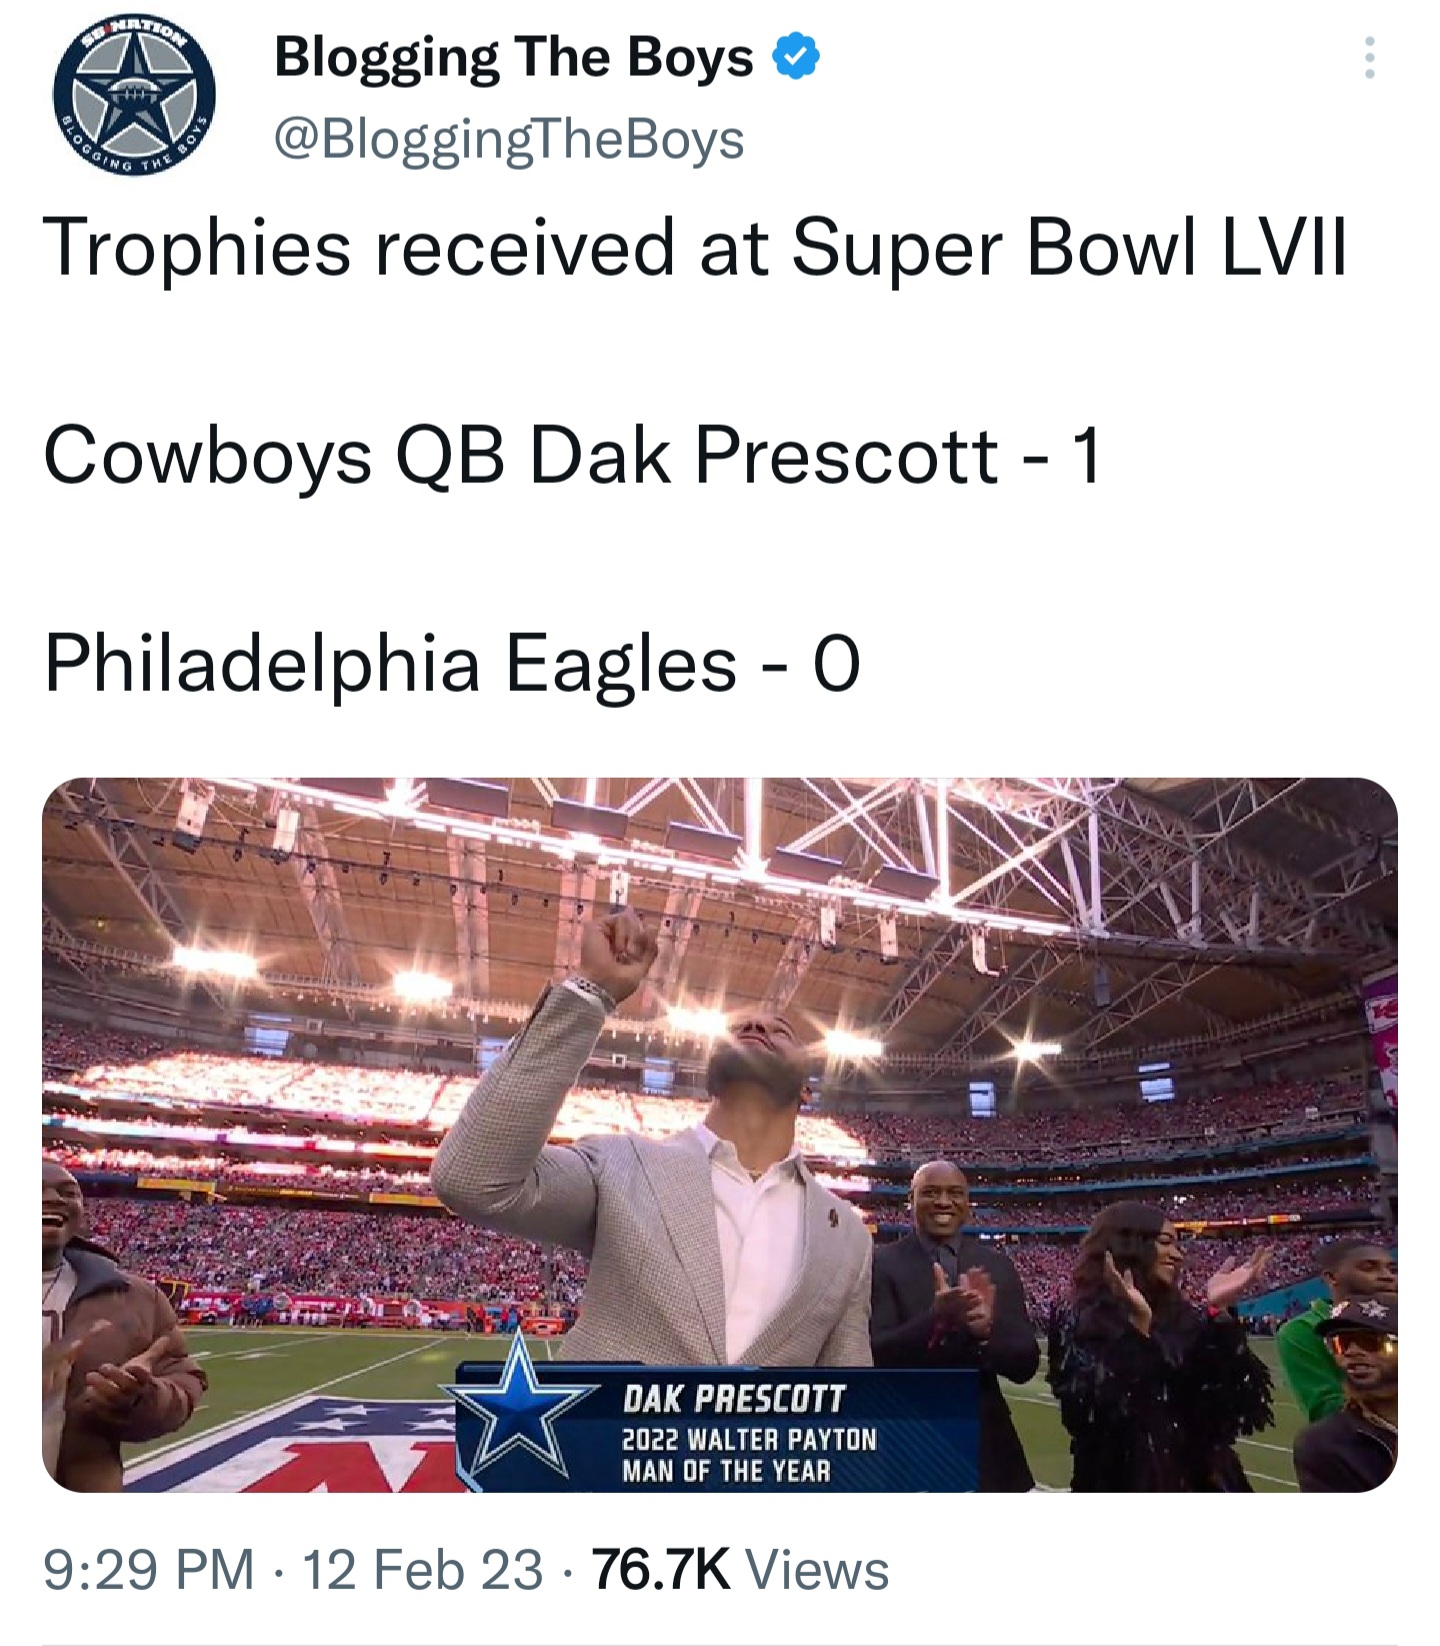 SB NATION
BLOGGING THE BOYS
Blogging The Boys
@BloggingTheBoys
Trophies received at Super Bowl LVII
Cowboys QB Dak Prescott - 1
Philadelphia Eagles - 0
DAK PRESCOTT
2022 WALTER PAYTON
MAN OF THE YEAR
9:29 PM · 12 Feb 23 · 76.7K Views